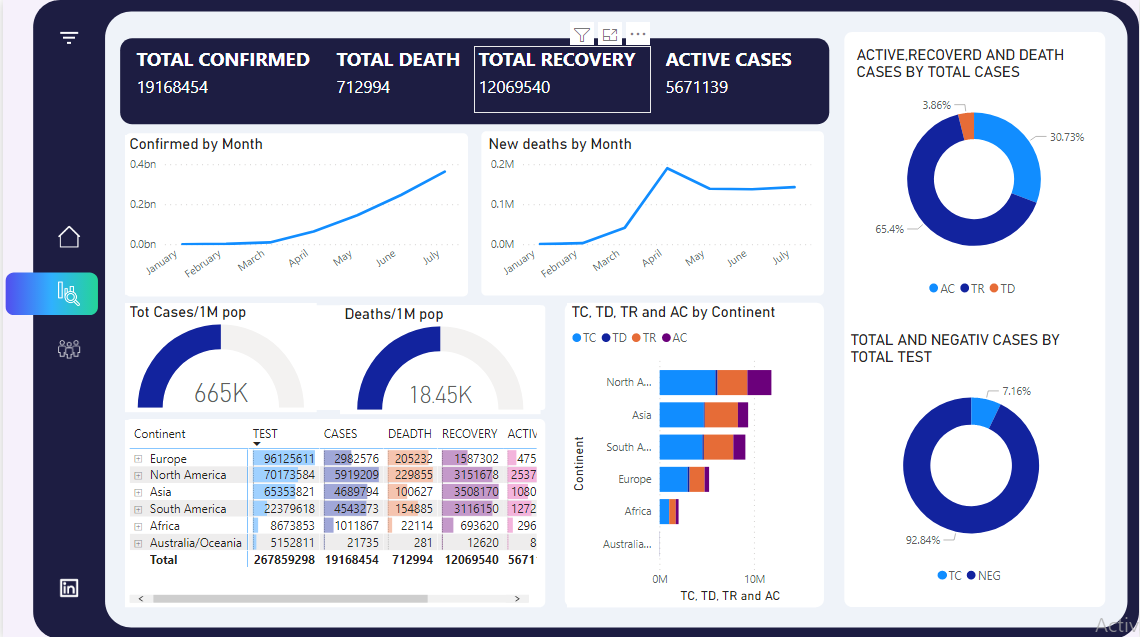 TOTAL CONFIRMED
19168454
TOTAL DEATH
712994
TOTAL RECOVERY
12069540
ACTIVE CASES
5671139
Confirmed by Month
0.4bn
0.2bn
0.0bn
January
February
March
April
May
June
July
New deaths by Month
0.2M
0.1M
0.0M
January
February
March
April
May
June
July
Tot Cases/1M pop
665K
Deaths/1M pop
18.45K
Continent TEST CASES DEADTH RECOVERY ACTIV
Europe 96125611 2982576 205232 1587302 475
North America 70173584 5919209 229855 3151678 2537
Asia 65353821 4689794 100627 3508170 1080
South America 22379618 4543273 154885 3116150 1272
Africa 8673853 1011867 22114 693620 296
Australia/Oceania 5152811 21735 281 12620 8
Total 267859298 19168454 712994 12069540 5671
TC, TD, TR and AC by Continent
TC TD TR AC
Continent
North A...
Asia
South A...
Europe
Africa
Australia...
0M 10M
TC, TD, TR and AC
ACTIVE,RECOVERD AND DEATH
CASES BY TOTAL CASES
3.86%
30.73%
65.4%
AC TR TD
TOTAL AND NEGATIV CASES BY
TOTAL TEST
7.16%
92.84%
TC NEG
in
Activ